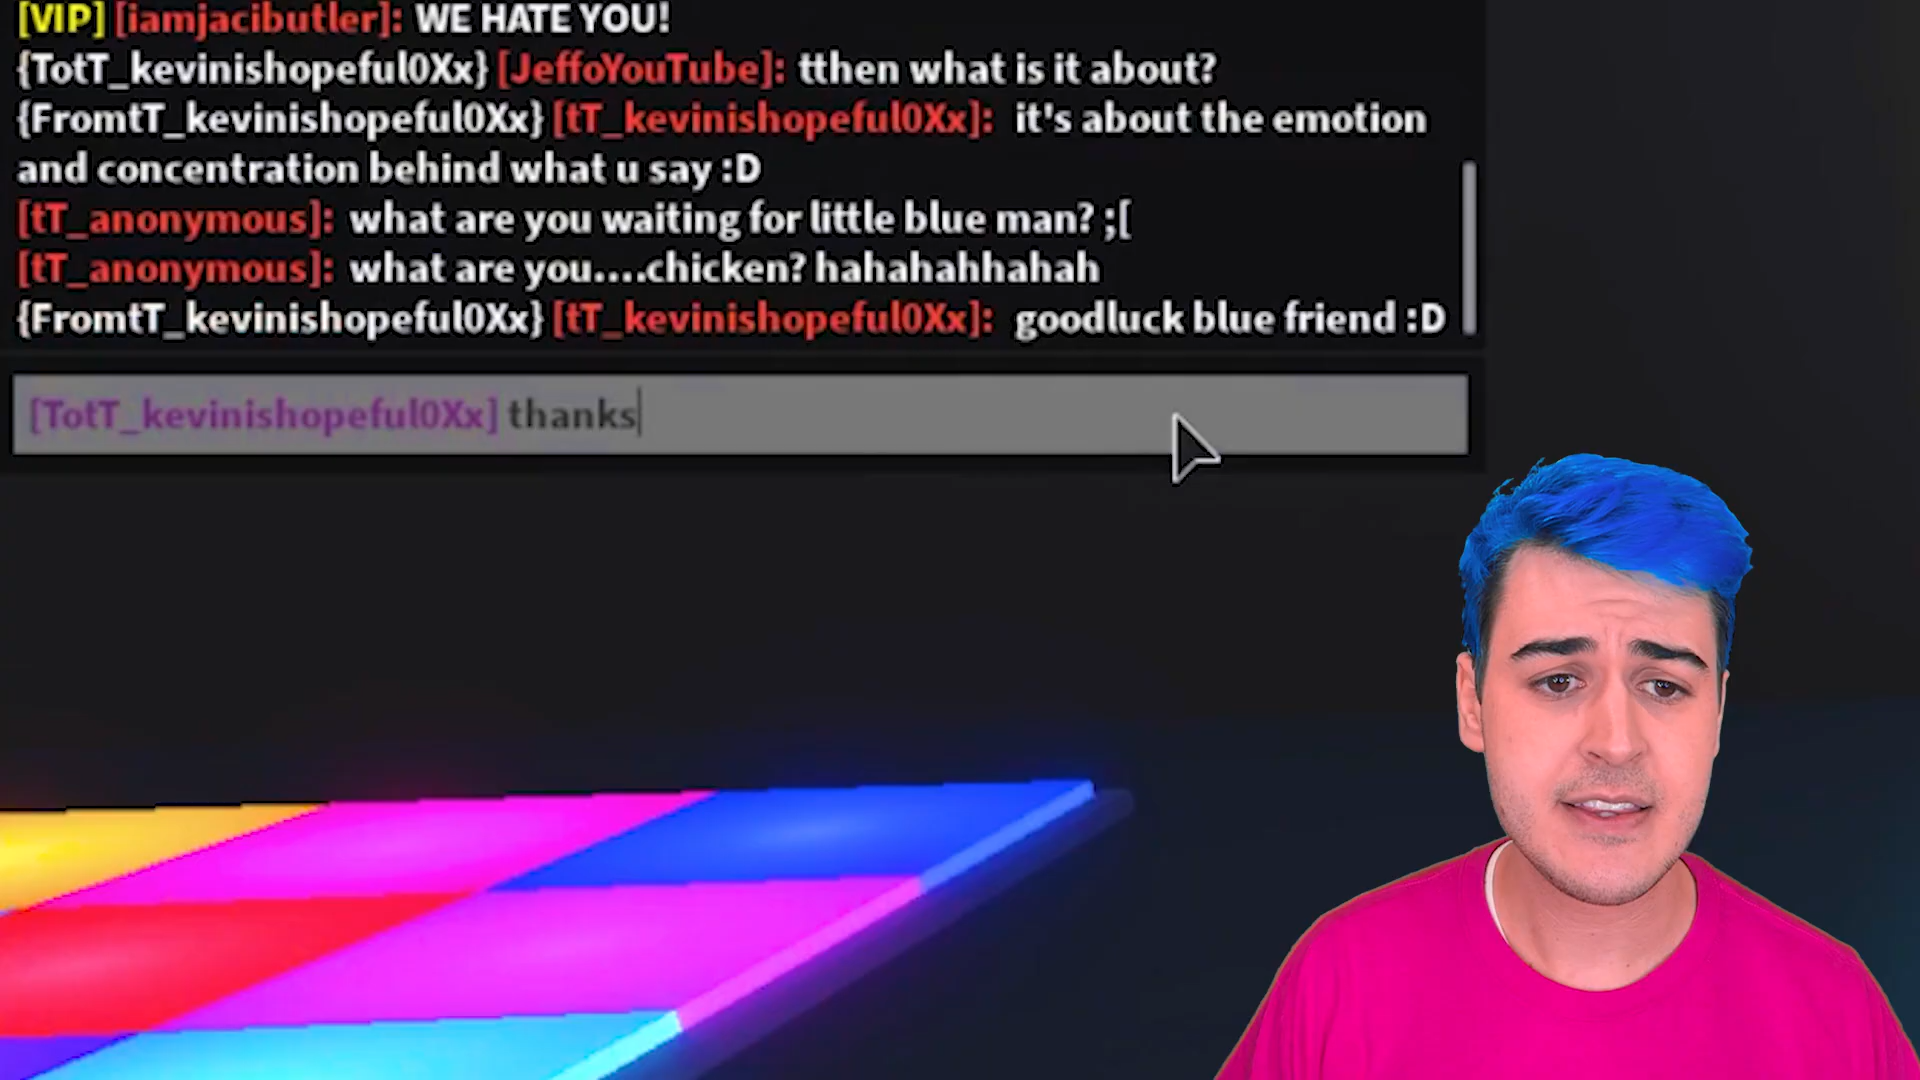 [VIP] [iamjacibutler]: WE HATE YOU!
{TotT_kevinishopeful0Xx} [JeffoYouTube]: tthen what is it about?
{FromtT_kevinishopeful0Xx} [tT_kevinishopeful0Xx]: it's about the emotion
and concentration behind what u say :D
[tT_anonymous]: what are you waiting for little blue man? ;[
[tT_anonymous]: what are you....chicken? hahahahhahah
{FromtT_kevinishopeful0Xx} [tT_kevinishopeful0Xx]: goodluck blue friend :D
[TotT_kevinishopeful0Xx] thanks